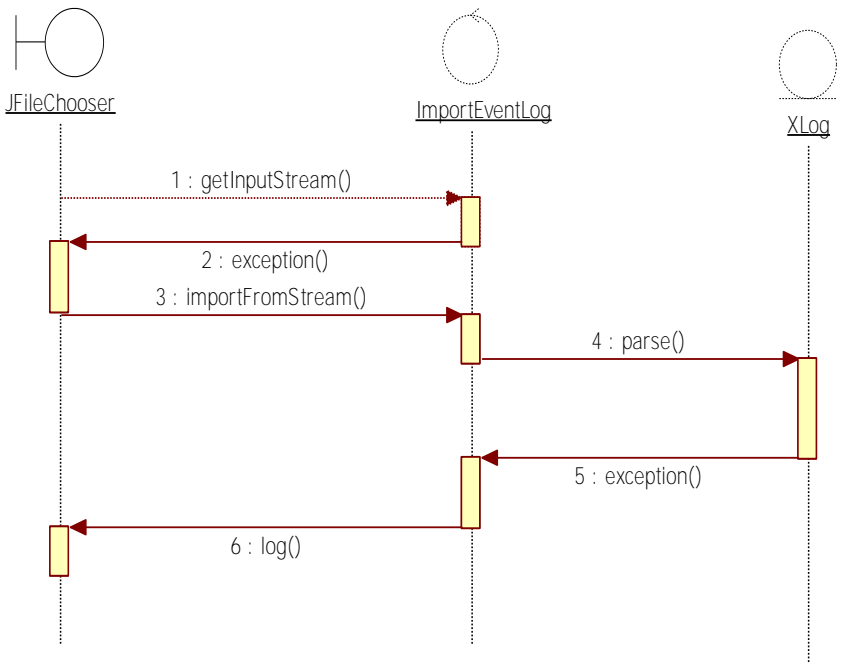 JFileChooser
ImportEventLog
XLog
1 : getInputStream()
2 : exception()
3 : importFromStream()
4 : parse()
5 : exception()
6 : log()